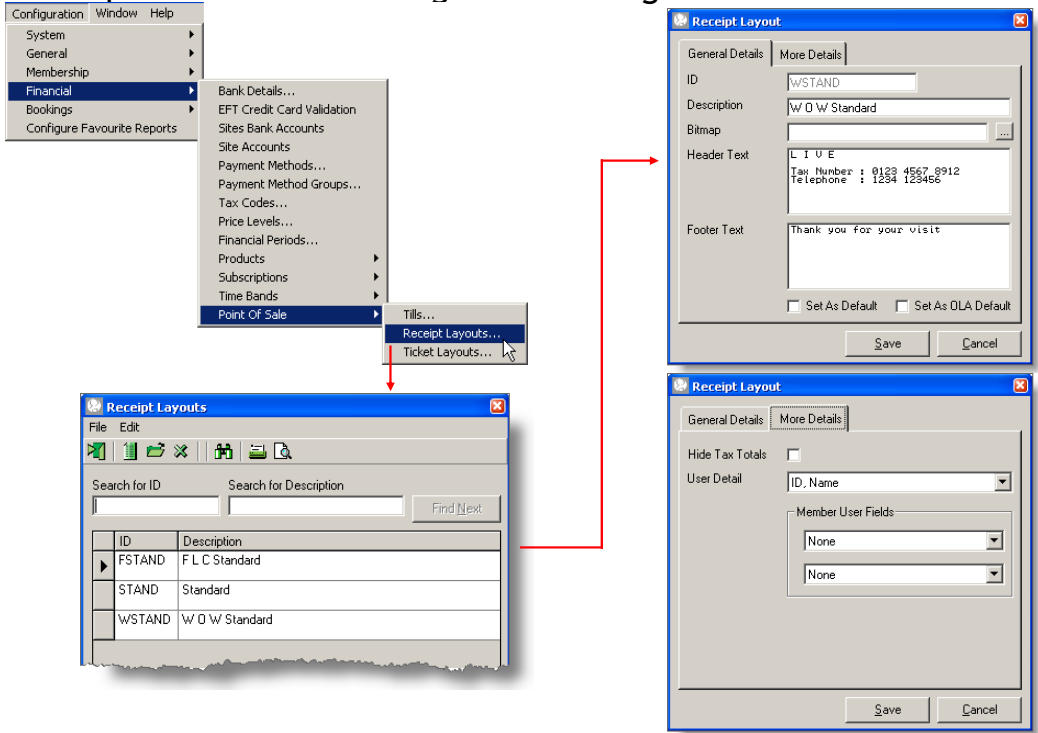 Configuration Window Help
System
General
Membership
Financial
Bookings
Configure Favourite Reports
Bank Details...
EFT Credit Card Validation
Sites Bank Accounts
Site Accounts
Payment Methods...
Payment Method Groups...
Tax Codes...
Price Levels...
Financial Periods...
Products
Subscriptions
Time Bands
Point Of Sale
Tills...
Receipt Layouts...
Ticket Layouts...
Receipt Layouts
File Edit
Search for ID Search for Description
Find Next
ID Description
FSTAND F L C Standard
STAND Standard
WSTAND W O W Standard
Receipt Layout
General Details More Details
ID WSTAND
Description W O W Standard
Bitmap ...
Header Text L I V E
Tax Number : 0123 4567 8912
Telephone : 1234 123456
Footer Text Thank you for your visit
Set As Default Set As OLA Default
Save Cancel
Receipt Layout
General Details More Details
Hide Tax Totals
User Detail ID, Name
Member User Fields
None
None
Save Cancel